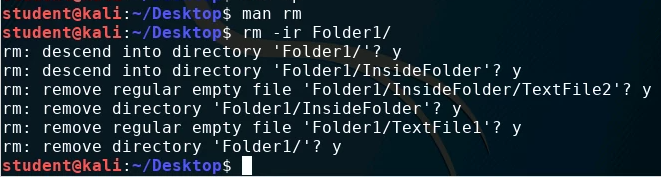 student@kali:~/Desktop$ man rm
student@kali:~/Desktop$ rm -ir Folder1/
rm: descend into directory 'Folder1/'? y
rm: descend into directory 'Folder1/InsideFolder'? y
rm: remove regular empty file 'Folder1/InsideFolder/TextFile2'? y
rm: remove directory 'Folder1/InsideFolder'? y
rm: remove regular empty file 'Folder1/TextFile1'? y
rm: remove directory 'Folder1/'? y
student@kali:~/Desktop$